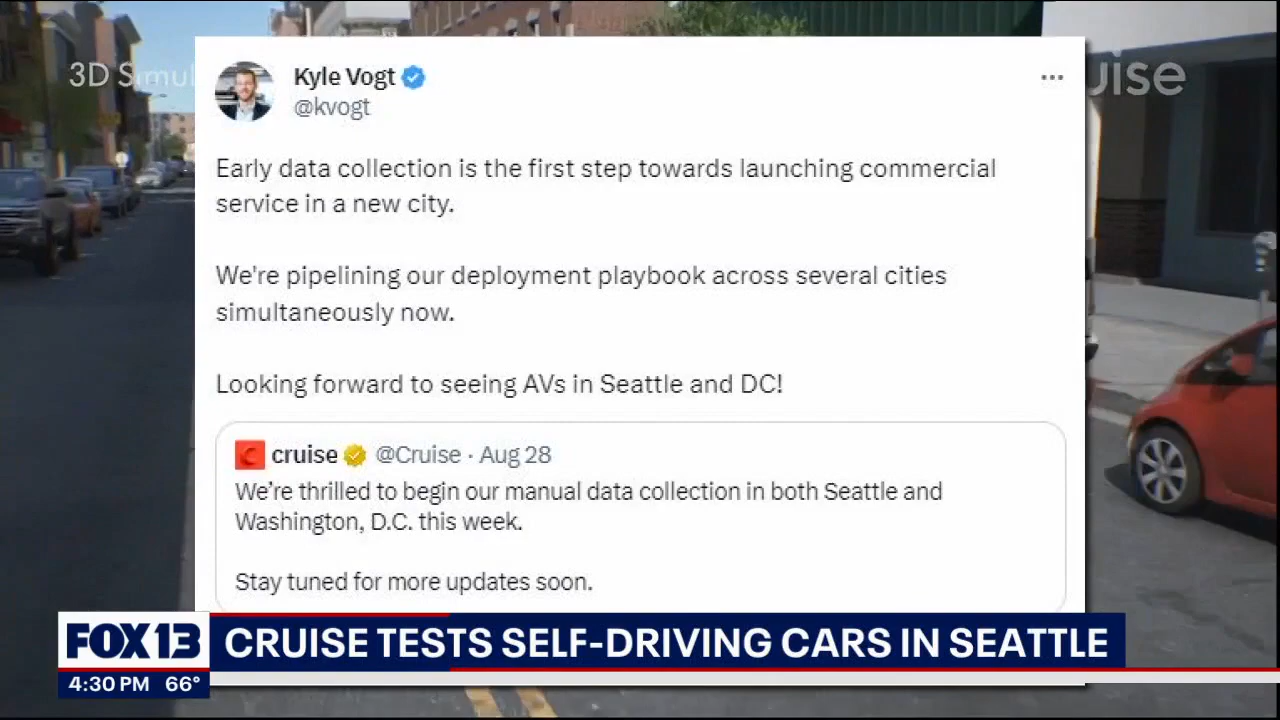 3D Simul
uise
Kyle Vogt
@kvogt
Early data collection is the first step towards launching commercial
service in a new city.
We're pipelining our deployment playbook across several cities
simultaneously now.
Looking forward to seeing AVs in Seattle and DC!
cruise @Cruise · Aug 28
We’re thrilled to begin our manual data collection in both Seattle and
Washington, D.C. this week.
Stay tuned for more updates soon.
FOX 13 CRUISE TESTS SELF-DRIVING CARS IN SEATTLE
4:30 PM 66°